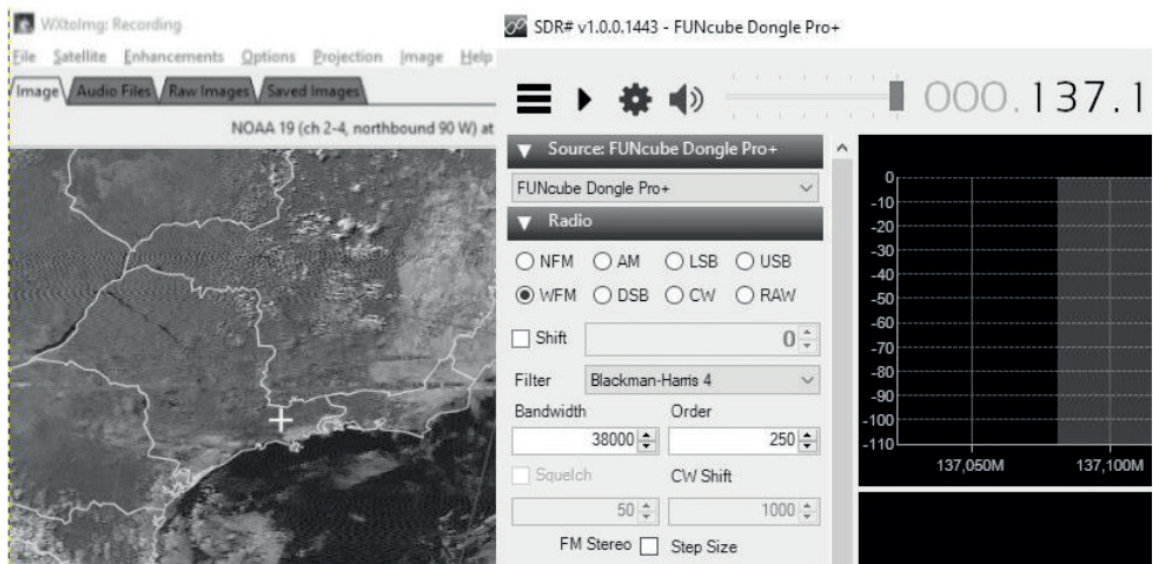 WXtoImg: Recording
File Satellite Enhancements Options Projection Image Help
Image Audio Files Raw Images Saved Images
NOAA 19 (ch 2-4, northbound 90 W) at
SDR# v1.0.0.1443 - FUNcube Dongle Pro+
000.137.1
Source: FUNcube Dongle Pro+
FUNcube Dongle Pro+
Radio
NFM AM LSB USB
WFM DSB CW RAW
Shift 0
Filter Blackman-Harris 4
Bandwidth Order
38000 250
Squelch CW Shift
50 1000
FM Stereo Step Size
0
-10
-20
-30
-40
-50
-60
-70
-80
-90
-100
-110
137,050M 137,100M